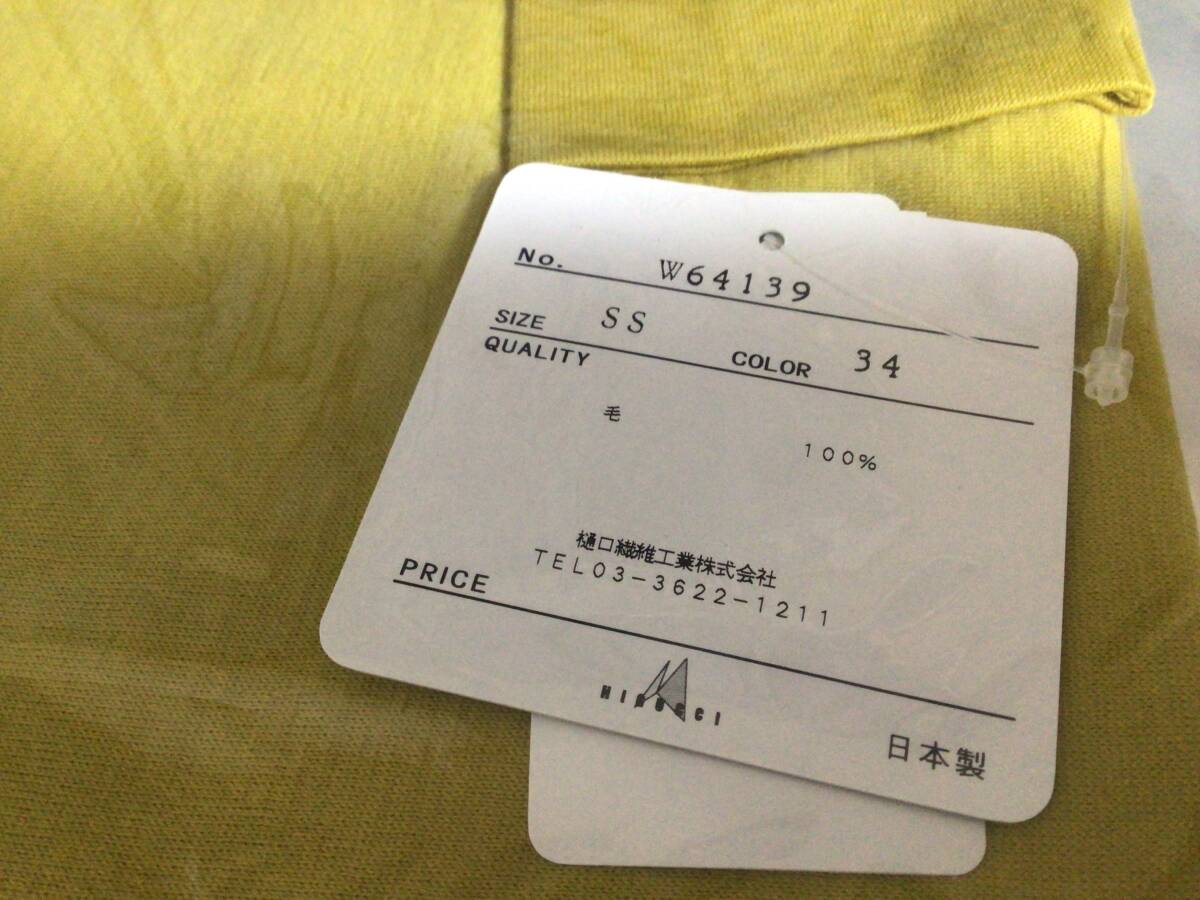 No. W64139
SIZE SS COLOR 34
QUALITY
毛 100%
樋口繊維工業株式会社
TEL03-3622-1211
PRICE
HIGUCCI
日本製